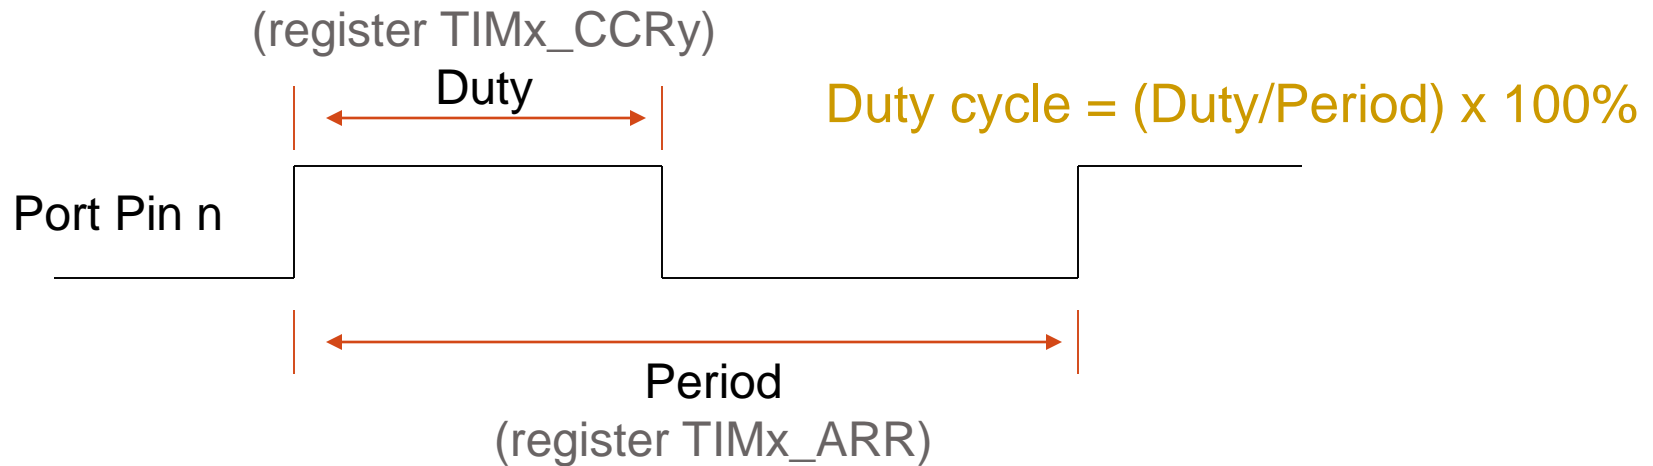 (register TIMx_CCRy)
Duty
Duty cycle = (Duty/Period) x 100%
Port Pin n
Period
(register TIMx_ARR)